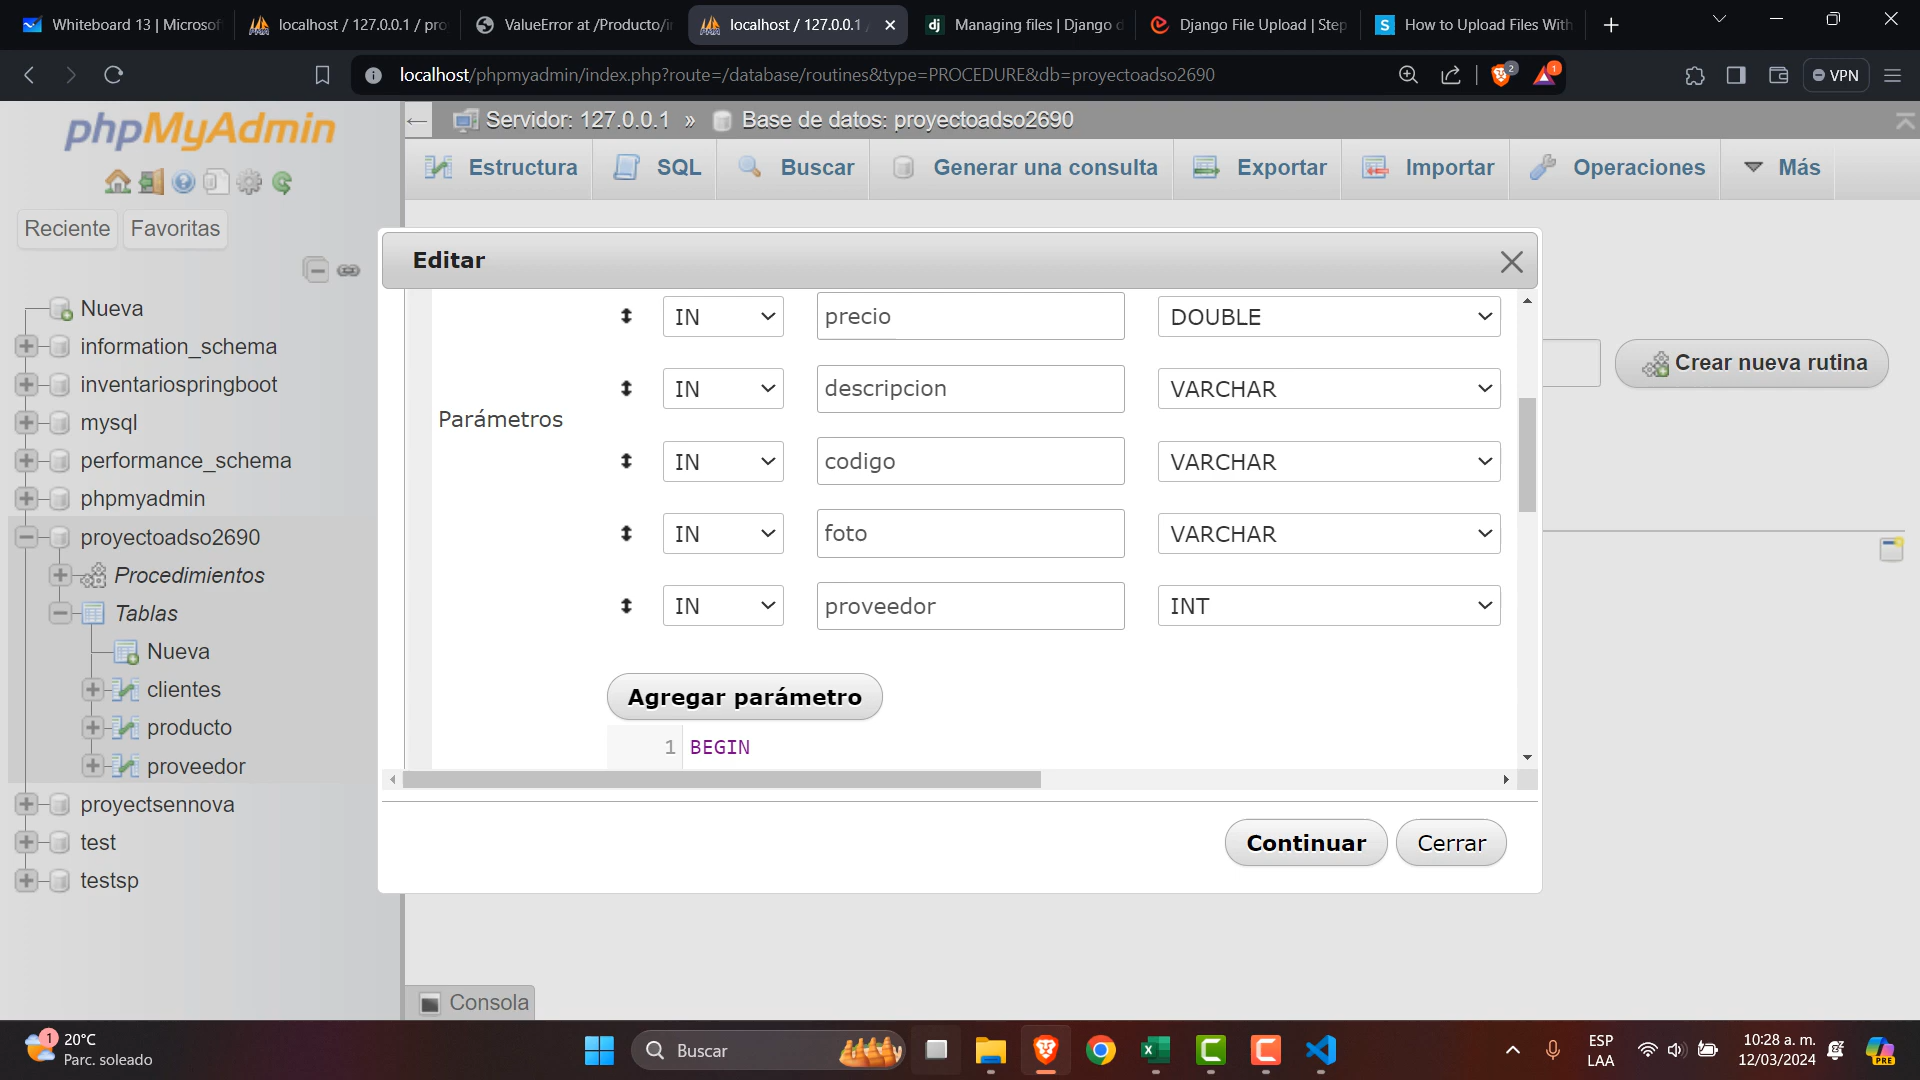 Whiteboard 13 | Microsof
localhost / 127.0.0.1 / pro
ValueError at /Producto/i
localhost / 127.0.0.1 /
Managing files | Django d
Django File Upload | Step
How to Upload Files With
localhost/phpmyadmin/index.php?route=/database/routines&type=PROCEDURE&db=proyectoadso2690
2
1
VPN
phpMyAdmin
Reciente
Favoritas
Nueva
information_schema
inventariospringboot
mysql
performance_schema
phpmyadmin
proyectoadso2690
Procedimientos
Tablas
Nueva
clientes
producto
proveedor
proyectsennova
test
testsp
Servidor: 127.0.0.1 » Base de datos: proyectoadso2690
Estructura
SQL
Buscar
Generar una consulta
Exportar
Importar
Operaciones
Más
Crear nueva rutina
Editar
Parámetros
IN precio DOUBLE
IN descripcion VARCHAR
IN codigo VARCHAR
IN foto VARCHAR
IN proveedor INT
Agregar parámetro
1 BEGIN
Continuar
Cerrar
Consola
1
20°C
Parc. soleado
Buscar
ESP
LAA
10:28 a. m.
12/03/2024
PRE